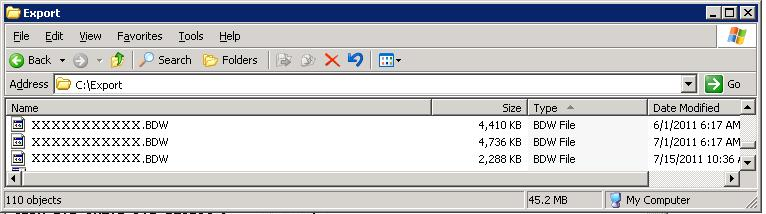 Export
File Edit View Favorites Tools Help
Back Search Folders
Address C:\Export Go
Name Size Type Date Modified
XXXXXXXXXXX.BDW 4,410 KB BDW File 6/1/2011 6:17 AM
XXXXXXXXXXX.BDW 4,736 KB BDW File 7/1/2011 6:17 AM
XXXXXXXXXXX.BDW 2,288 KB BDW File 7/15/2011 10:36
110 objects 45.2 MB My Computer